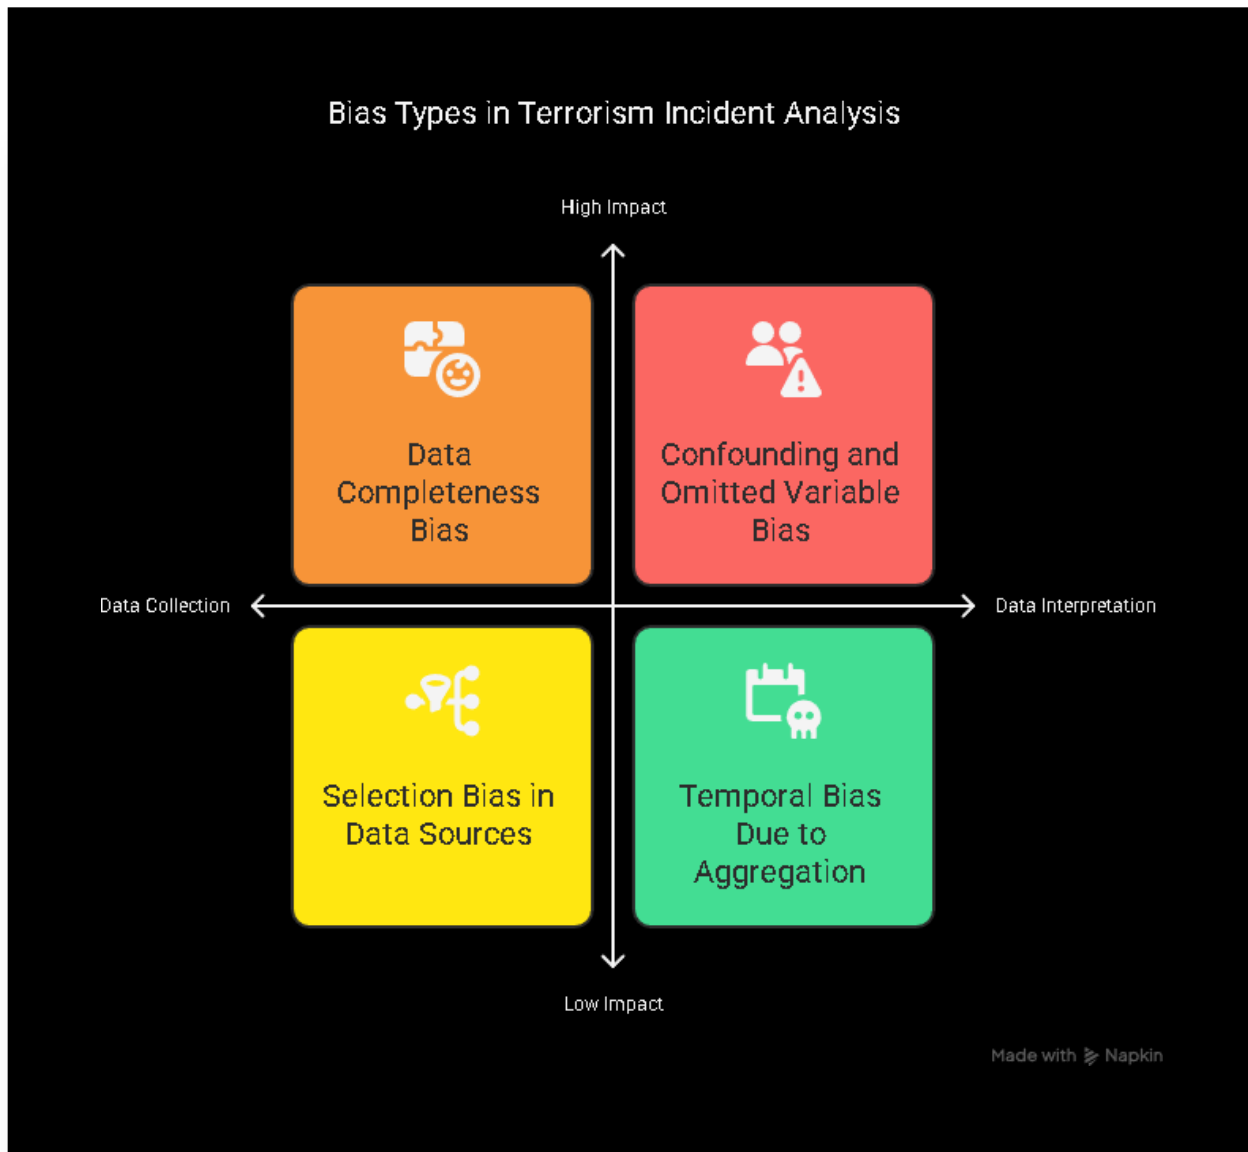 Bias Types in Terrorism Incident Analysis
High Impact
Data
Completeness
Bias
Confounding and
Omitted Variable
Bias
Data Collection
Data Interpretation
Selection Bias in
Data Sources
Temporal Bias
Due to
Aggregation
Low Impact
Made with Napkin